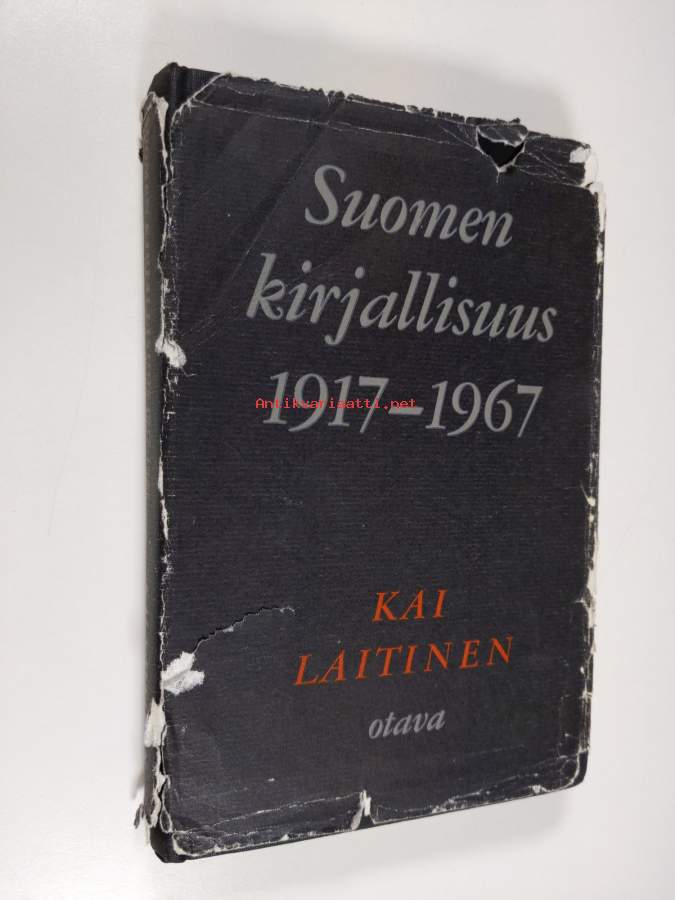 Suomen
kirjallisuus
1917–1967
Antikvariaatti.net
KAI
LAITINEN
otava